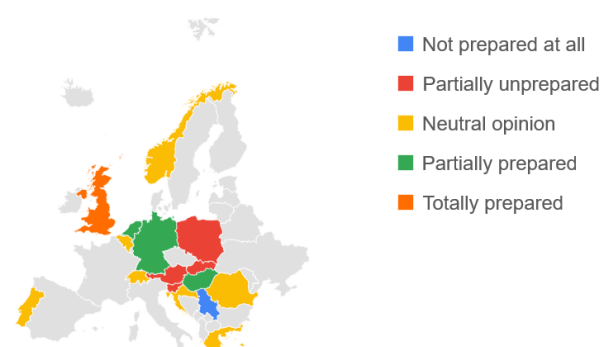 Not prepared at all
Partially unprepared
Neutral opinion
Partially prepared
Totally prepared